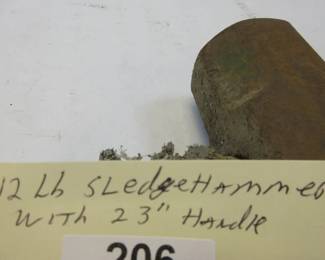 12 Lb SLedgeHammer
With 23" Handle
206